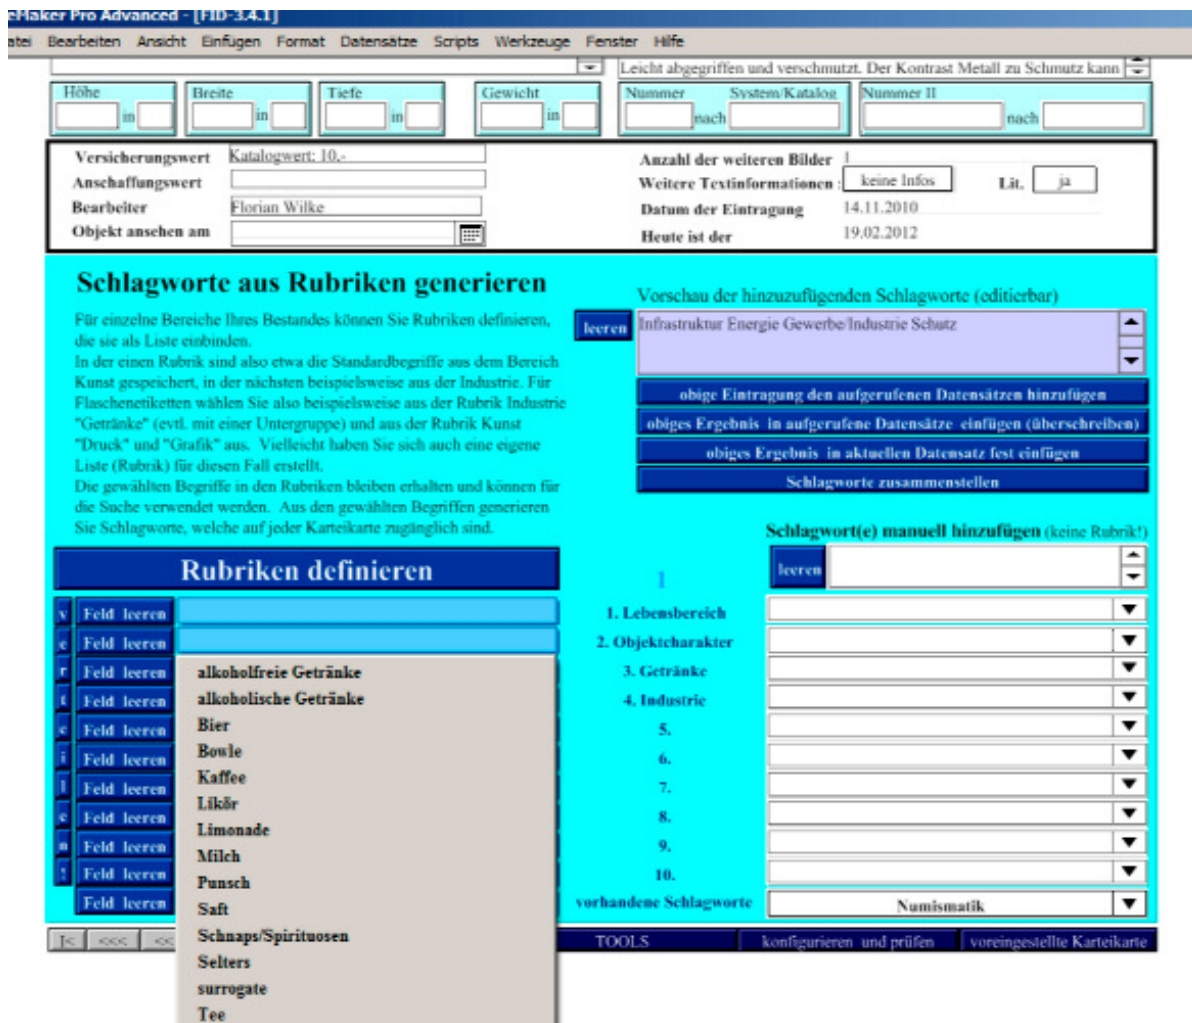 eMaker Pro Advanced - [FID-3.4.1]
atei Bearbeiten Ansicht Einfügen Format Datensätze Scripts Werkzeuge Fenster Hilfe
Leicht abgegriffen und verschmutzt. Der Kontrast Metall zu Schmutz kann
Höhe Breite Tiefe Gewicht Nummer System/Katalog Nummer II
in in in in nach nach
Versicherungswert Katalogwert: 10,-
Anschaffungswert
Bearbeiter Florian Wilke
Objekt ansehen am
Anzahl der weiteren Bilder 1
Weitere Textinformationen : keine Infos Lit. ja
Datum der Eintragung 14.11.2010
Heute ist der 19.02.2012
Schlagworte aus Rubriken generieren
Für einzelne Bereiche Ihres Bestandes können Sie Rubriken definieren,
die sie als Liste einbinden.
In der einen Rubrik sind also etwa die Standardbegriffe aus dem Bereich
Kunst gespeichert, in der nächsten beispielsweise aus der Industrie. Für
Flaschenetiketten wählen Sie also beispielsweise aus der Rubrik Industrie
"Getränke" (evtl. mit einer Untergruppe) und aus der Rubrik Kunst
"Druck" und "Grafik" aus. Vielleicht haben Sie sich auch eine eigene
Liste (Rubrik) für diesen Fall erstellt.
Die gewählten Begriffe in den Rubriken bleiben erhalten und können für
die Suche verwendet werden. Aus den gewählten Begriffen generieren
Sie Schlagworte, welche auf jeder Karteikarte zugänglich sind.
Vorschau der hinzuzufügenden Schlagworte (editierbar)
leeren Infrastruktur Energie Gewerbe/Industrie Schutz
obige Eintragung den aufgerufenen Datensätzen hinzufügen
obiges Ergebnis in aufgerufene Datensätze einfügen (überschreiben)
obiges Ergebnis in aktuellen Datensatz fest einfügen
Schlagworte zusammenstellen
Schlagwort(e) manuell hinzufügen (keine Rubrik!)
leeren
Rubriken definieren
1
v Feld leeren
e Feld leeren
r Feld leeren
t Feld leeren
e Feld leeren
i Feld leeren
l Feld leeren
e Feld leeren
n Feld leeren
! Feld leeren
Feld leeren
alkoholfreie Getränke
alkoholische Getränke
Bier
Bowle
Kaffee
Likör
Limonade
Milch
Punsch
Saft
Schnaps/Spirituosen
Selters
surrogate
Tee
1. Lebensbereich
2. Objektcharakter
3. Getränke
4. Industrie
5.
6.
7.
8.
9.
10.
vorhandene Schlagworte Numismatik
|< <<< << TOOLS konfigurieren und prüfen voreingestellte Karteikarte